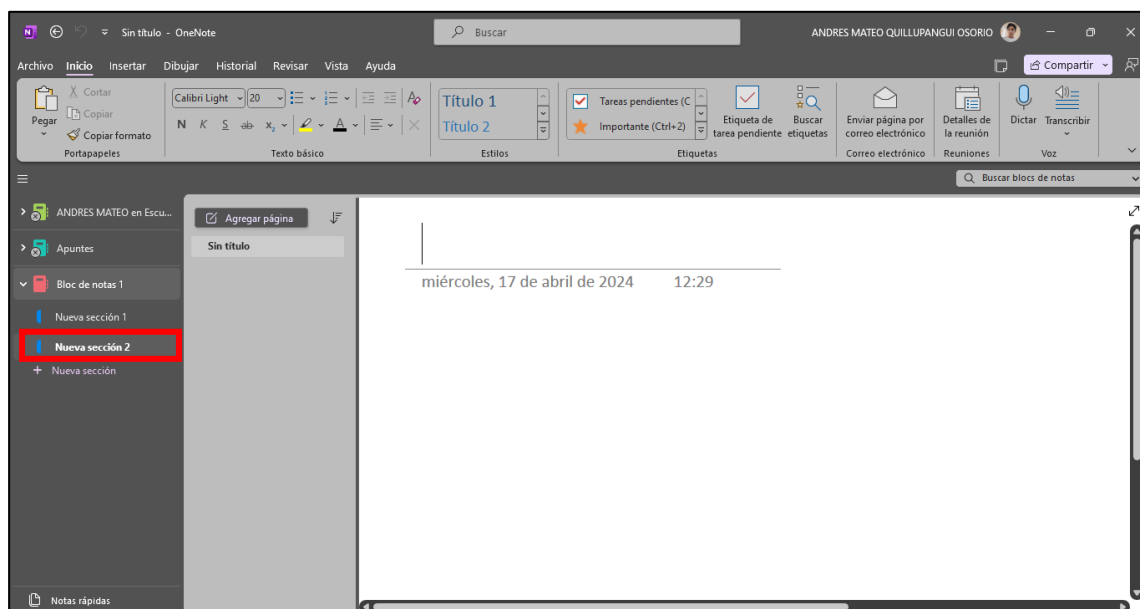 Sin título - OneNote
Buscar
ANDRES MATEO QUILLUPANGUI OSORIO
Archivo Inicio Insertar Dibujar Historial Revisar Vista Ayuda
Compartir
Pegar
Cortar
Copiar
Copiar formato
Portapapeles
Calibri Light 20
N K S ab x₂ A
Texto básico
Título 1
Título 2
Estilos
Tareas pendientes (C
Importante (Ctrl+2)
Etiqueta de
tarea pendiente
Buscar
etiquetas
Etiquetas
Enviar página por
correo electrónico
Correo electrónico
Detalles de
la reunión
Reuniones
Dictar
Transcribir
Voz
Buscar blocs de notas
ANDRES MATEO en Escu...
Apuntes
Bloc de notas 1
Nueva sección 1
Nueva sección 2
+ Nueva sección
Notas rápidas
Agregar página
Sin título
miércoles, 17 de abril de 2024 12:29